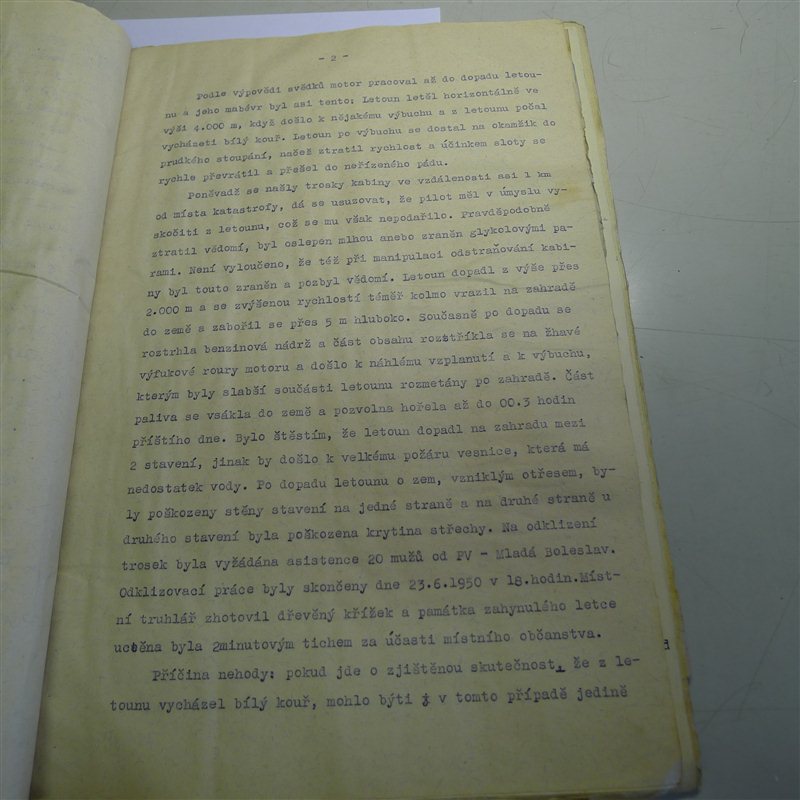 - 2 -
Podle výpovědi svědků motor pracoval až do dopadu letou-
nu a jeho mabévr byl asi tento: Letoun letěl horizontálně ve
výši 4.000 m, když došlo k nějakému výbuchu a z letounu počal
vycházeti bílý kouř. Letoun po výbuchu se dostal na okamžik do
prudkého stoupání, načež ztratil rychlost a účinkem sloty se
rychle převrátil a přešel do neřízeného pádu.
Poněvadž se našly trosky kabiny ve vzdálenosti asi 1 km
od místa katastrofy, dá se usuzovat, že pilot měl v úmyslu vy-
skočiti z letounu, což se mu však nepodařilo. Pravděpodobně
ztratil vědomí, byl oslepen mlhou anebo zraněn glykolovými pa-
rami. Není vyloučeno, že též při manipulaci odstraňování kabi-
ny byl touto zraněn a pozbyl vědomí. Letoun dopadl z výše přes
2.000 m a se zvýšenou rychlostí téměř kolmo vrazil na zahradě
do země a zabořil se přes 5 m hluboko. Současně po dopadu se
roztrhla benzinová nádrž a část obsahu rozstříkla se na žhavé
výfukové roury motoru a došlo k náhlému vzplanutí a k výbuchu,
kterým byly slabší součásti letounu rozmetány po zahradě. Část
paliva se vsákla do země a pozvolna hořela až do 00.3 hodin
příštího dne. Bylo štěstím, že letoun dopadl na zahradu mezi
2 stavení, jinak by došlo k velkému požáru vesnice, která má
nedostatek vody. Po dopadu letounu o zem, vzniklým otřesem, by-
ly poškozeny stěny stavení na jedné straně a na druhé straně u
druhého stavení byla poškozena krytina střechy. Na odklizení
trosek byla vyžádána asistence 20 mužů od PV - Mladá Boleslav.
Odklizovací práce byly skončeny dne 23.6.1950 v 18.hodin.Míst-
ní truhlář zhotovil dřevěný křížek a památka zahynulého letce
uctěna byla 2minutovým tichem za účasti místního občanstva.
Příčina nehody: pokud jde o zjištěnou skutečnost, že z le-
tounu vycházel bílý kouř, mohlo býti v tomto případě jedině